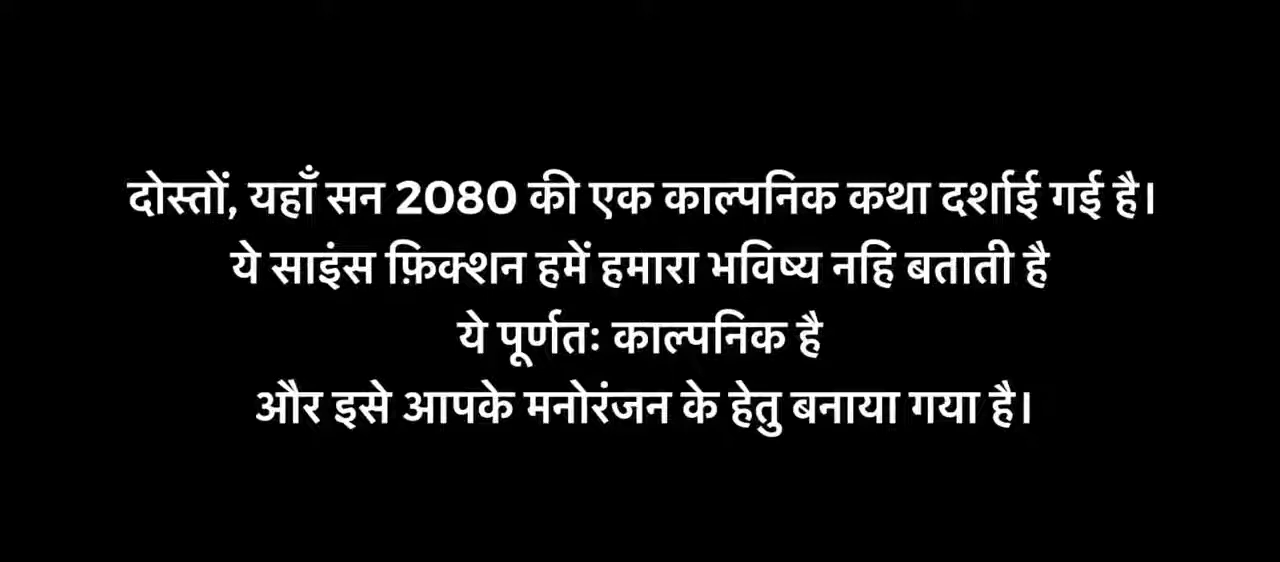 दोस्तों, यहाँ सन 2080 की एक काल्पनिक कथा दर्शाई गई है।
ये साइंस फ़िक्शन हमें हमारा भविष्य नहि बताती है
ये पूर्णतः काल्पनिक है
और इसे आपके मनोरंजन के हेतु बनाया गया है।